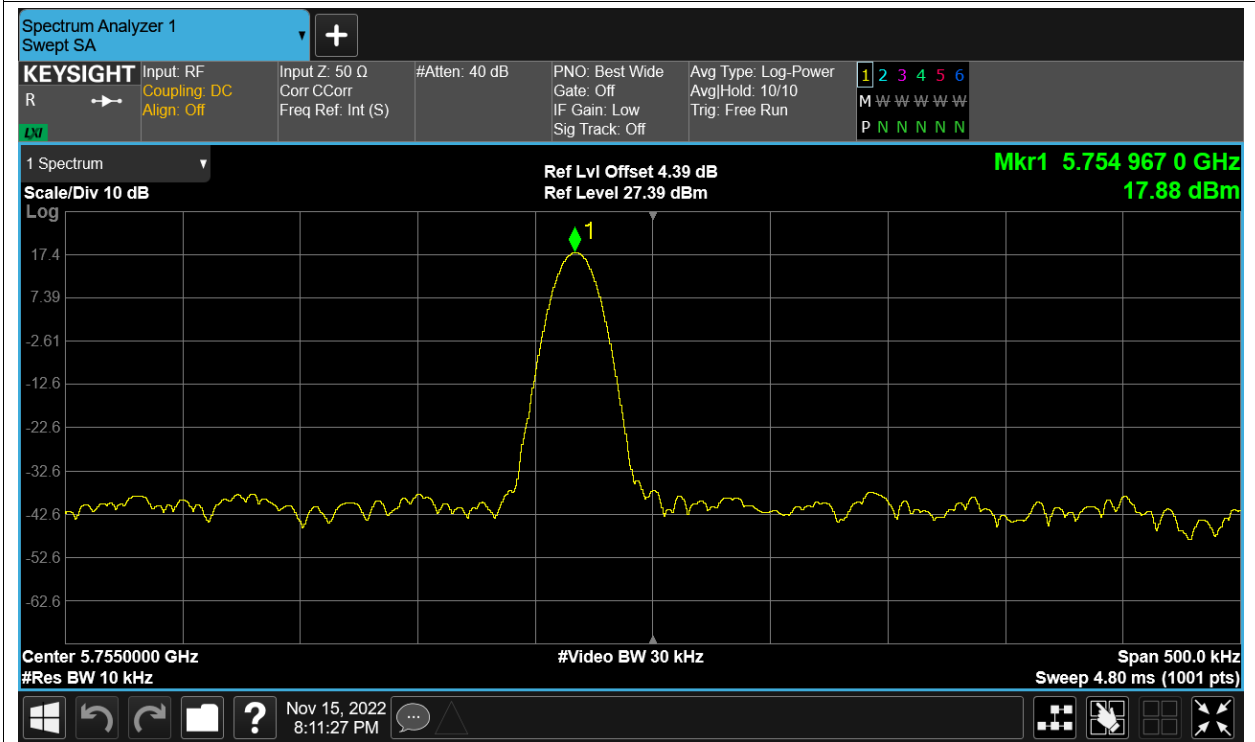 Spectrum Analyzer 1
Swept SA
+
KEYSIGHT
R
LXI
Input: RF
Coupling: DC
Align: Off
Input Z: 50 Ω
Corr CCorr
Freq Ref: Int (S)
#Atten: 40 dB
PNO: Best Wide
Gate: Off
IF Gain: Low
Sig Track: Off
Avg Type: Log-Power
Avg|Hold: 10/10
Trig: Free Run
1 2 3 4 5 6
M W W W W W
P N N N N N
1 Spectrum
Scale/Div 10 dB
Log
Ref Lvl Offset 4.39 dB
Ref Level 27.39 dBm
Mkr1 5.754 967 0 GHz
17.88 dBm
1
17.4
7.39
-2.61
-12.6
-22.6
-32.6
-42.6
-52.6
-62.6
Center 5.7550000 GHz
#Res BW 10 kHz
#Video BW 30 kHz
Span 500.0 kHz
Sweep 4.80 ms (1001 pts)
?
Nov 15, 2022
8:11:27 PM